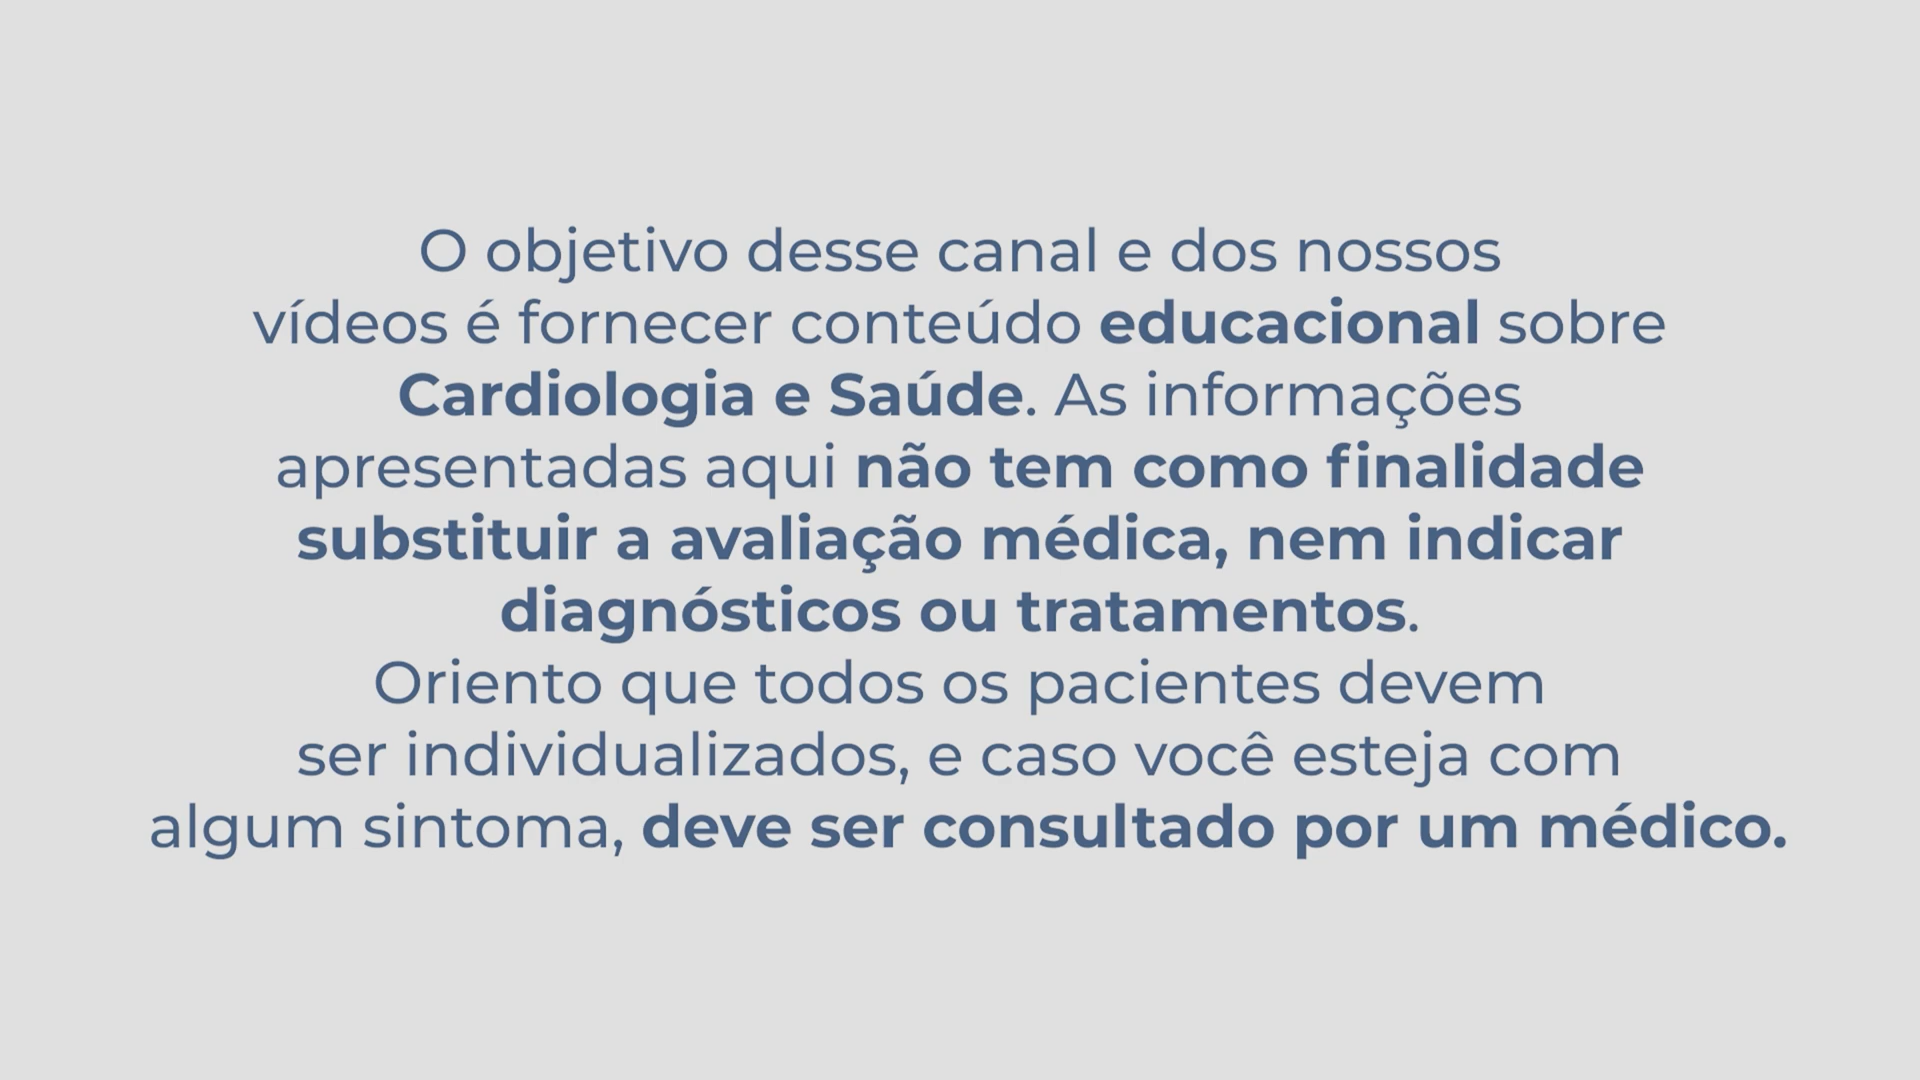 O objetivo desse canal e dos nossos
vídeos é fornecer conteúdo educacional sobre
Cardiologia e Saúde. As informações
apresentadas aqui não tem como finalidade
substituir a avaliação médica, nem indicar
diagnósticos ou tratamentos.
Oriento que todos os pacientes devem
ser individualizados, e caso você esteja com
algum sintoma, deve ser consultado por um médico.